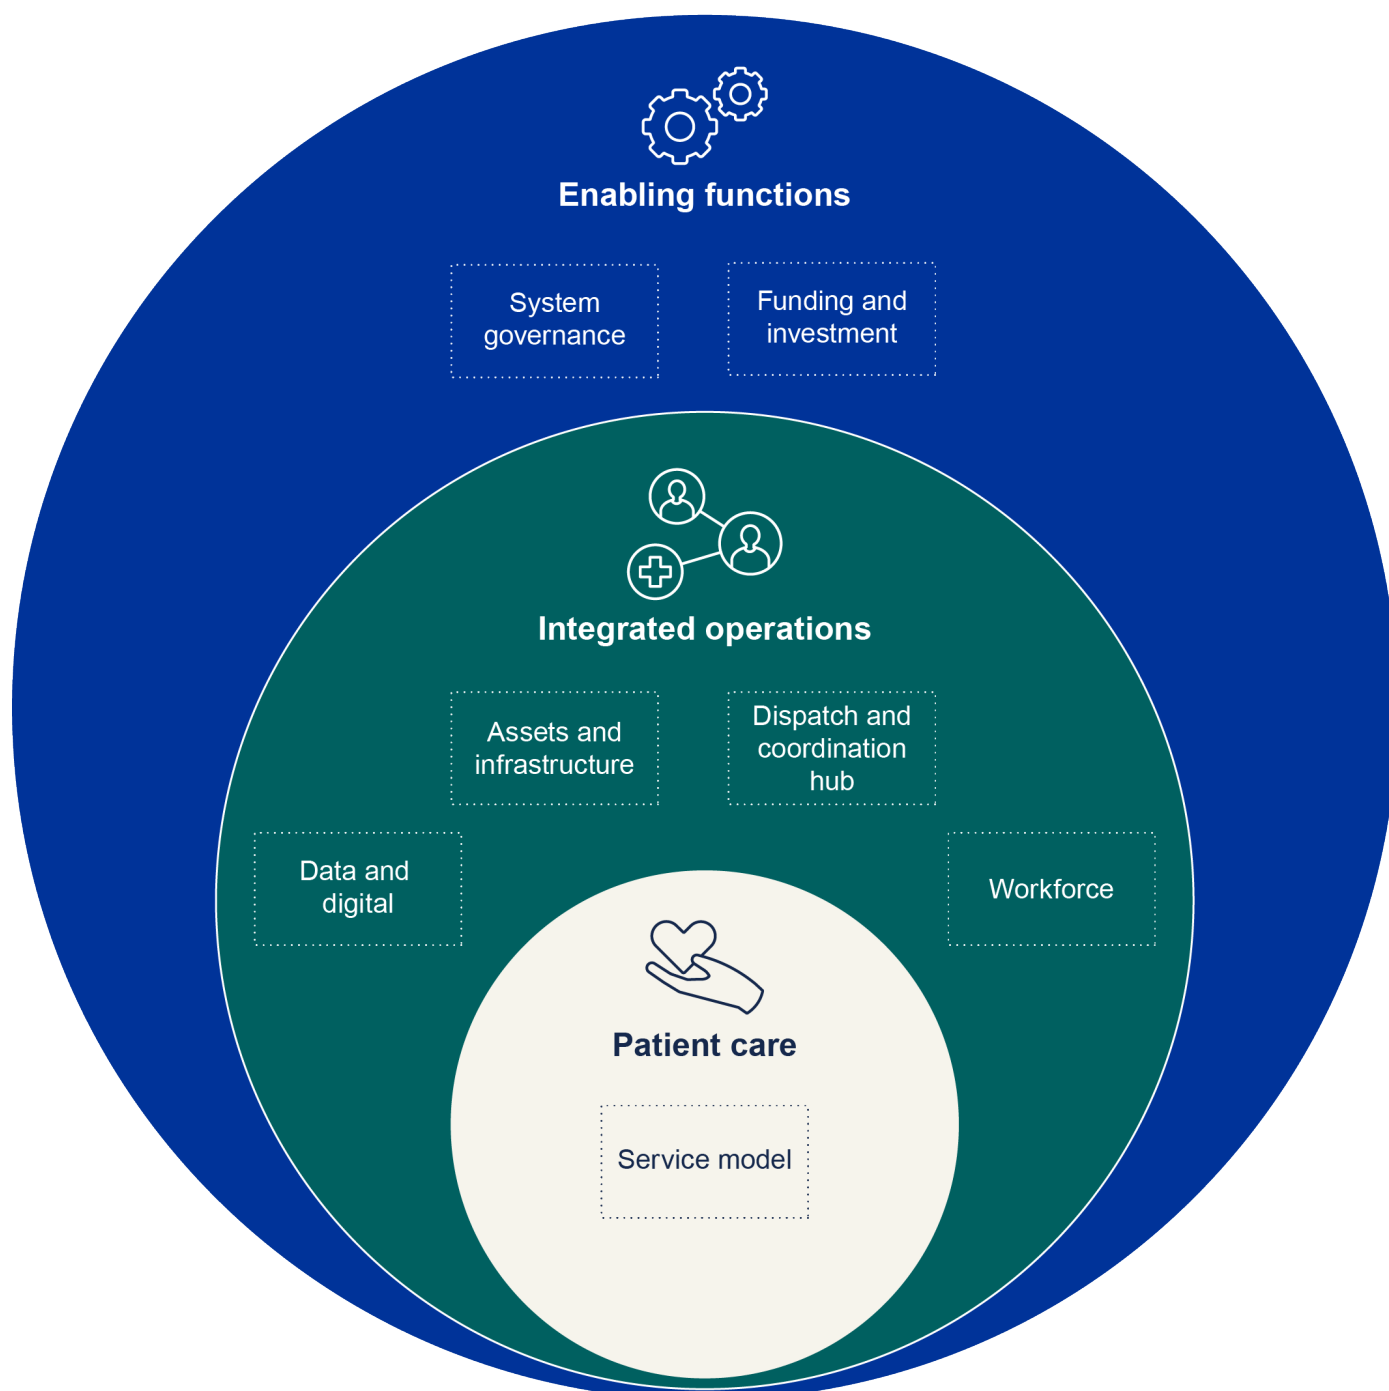 Enabling functions
System
governance
Funding and
investment
Integrated operations
Assets and
infrastructure
Dispatch and
coordination
hub
Data and
digital
Workforce
Patient care
Service model